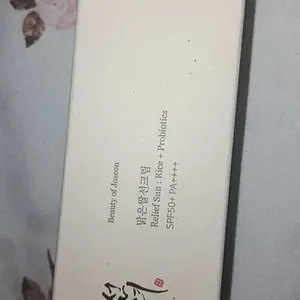 Beauty of Joseon
맑은쌀선크림
Relief Sun : Rice + Probiotics
SPF50+ PA++++